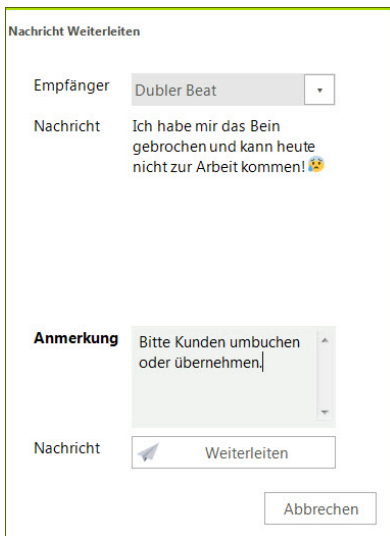 Nachricht Weiterleiten
Empfänger Dubler Beat
Nachricht Ich habe mir das Bein
gebrochen und kann heute
nicht zur Arbeit kommen! 😰
Anmerkung Bitte Kunden umbuchen
oder übernehmen.
Nachricht Weiterleiten
Abbrechen